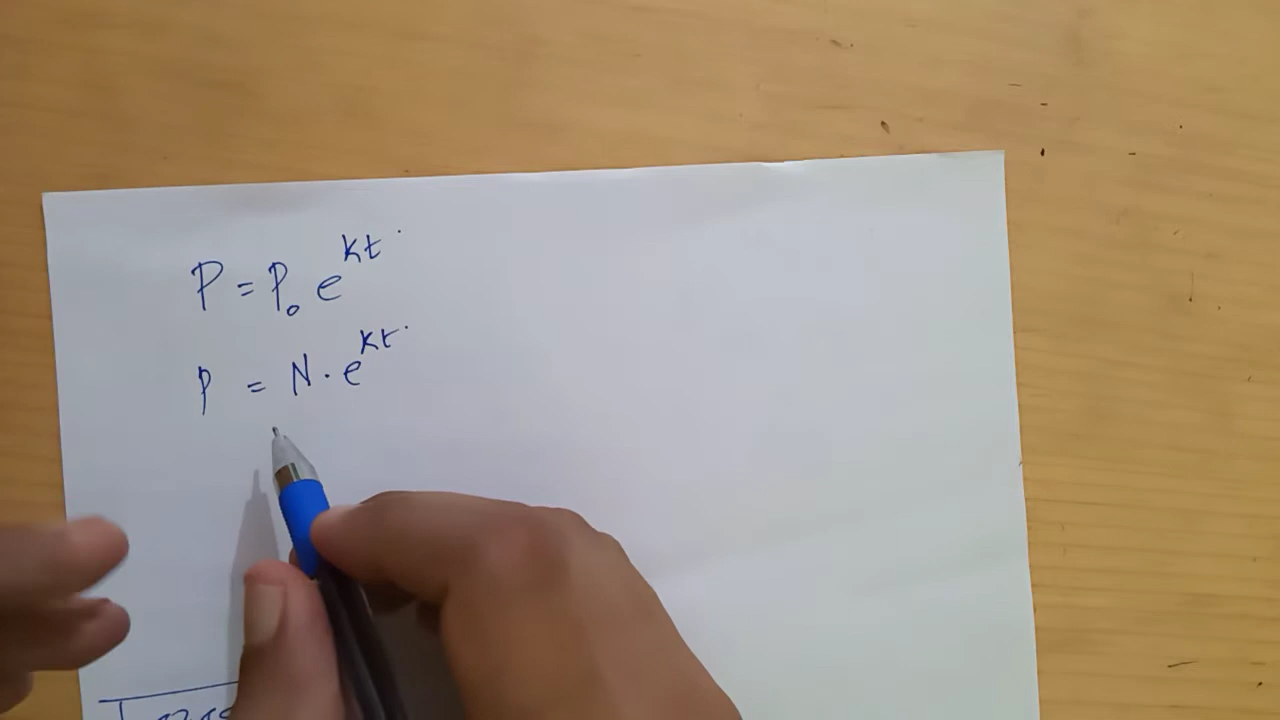 P = P₀ e^{kt}
P = N · e^{kt}